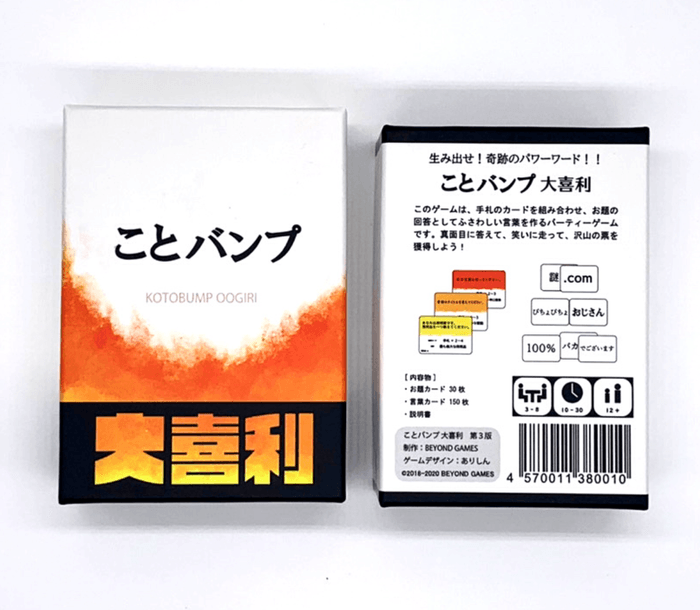 ことバンプ
KOTOBUMP OOGIRI
大喜利
生み出せ！奇跡のパワーワード！！
ことバンプ 大喜利
このゲームは、手札のカードを組み合わせ、お題の
回答としてふさわしい言葉を作るパーティーゲーム
です。真面目に答えて、笑いに走って、沢山の票を
獲得しよう！
謎 .com
びちょびちょ おじさん
100% バカ でございます
[内容物]
・お題カード 30 枚
・言葉カード 150 枚
・説明書
3-8 10-30 12+
ことバンプ 大喜利 第3版
制作：BEYOND GAMES
ゲームデザイン：ありしん
©2018-2020 BEYOND GAMES
4 570011 380010